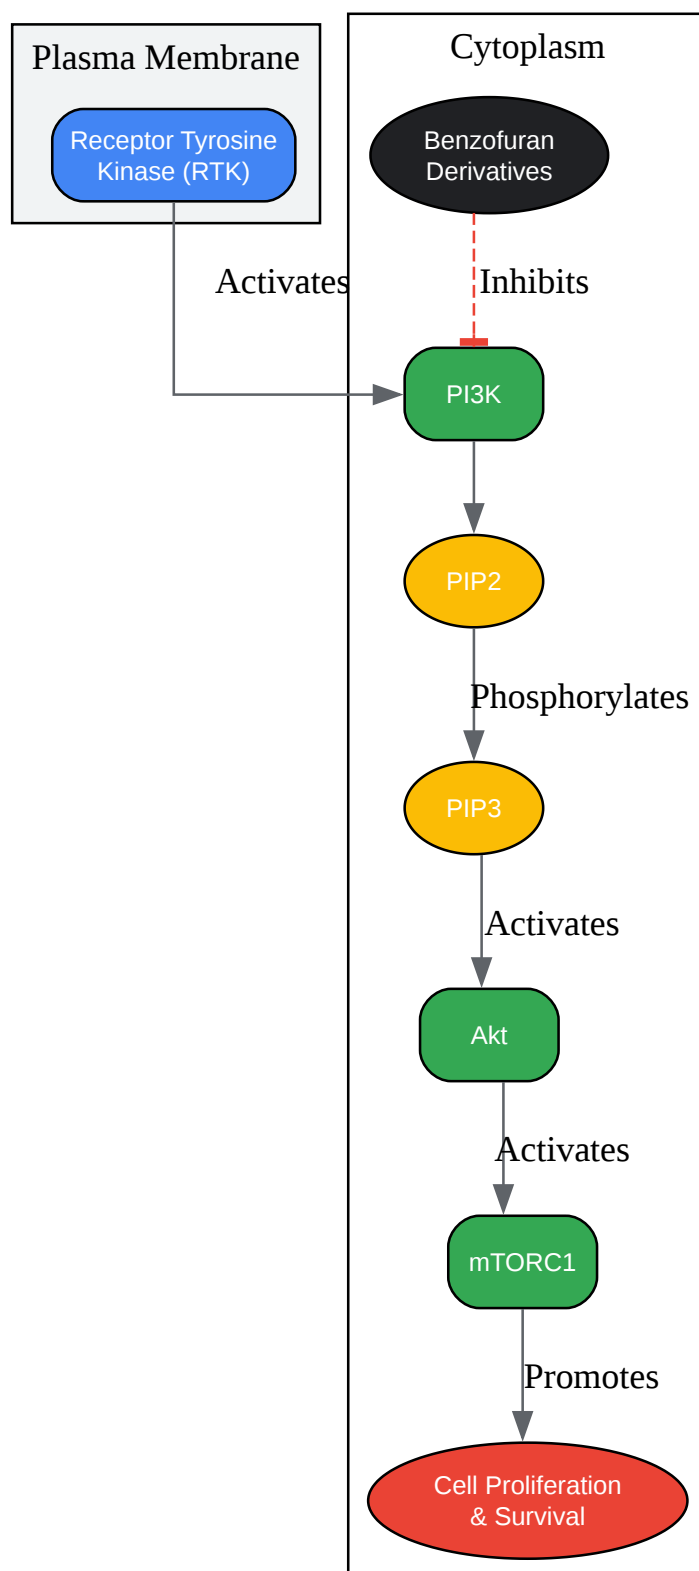 Plasma Membrane
Receptor Tyrosine
Kinase (RTK)
Cytoplasm
Benzofuran
Derivatives
Activates
Inhibits
PI3K
PIP2
Phosphorylates
PIP3
Activates
Akt
Activates
mTORC1
Promotes
Cell Proliferation
& Survival